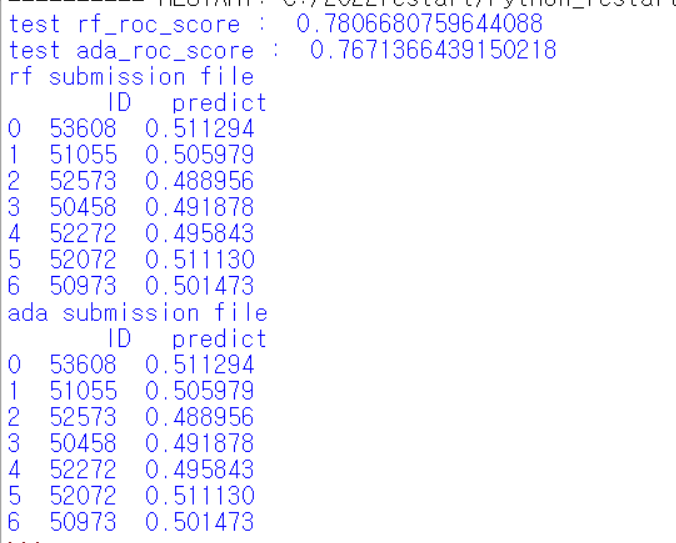 ========== RESTART: C:/2022restart/Python_restart
test rf_roc_score :  0.7806680759644088
test ada_roc_score :  0.7671366439150218
rf submission file
ID predict
0 53608 0.511294
1 51055 0.505979
2 52573 0.488956
3 50458 0.491878
4 52272 0.495843
5 52072 0.511130
6 50973 0.501473
ada submission file
ID predict
0 53608 0.511294
1 51055 0.505979
2 52573 0.488956
3 50458 0.491878
4 52272 0.495843
5 52072 0.511130
6 50973 0.501473